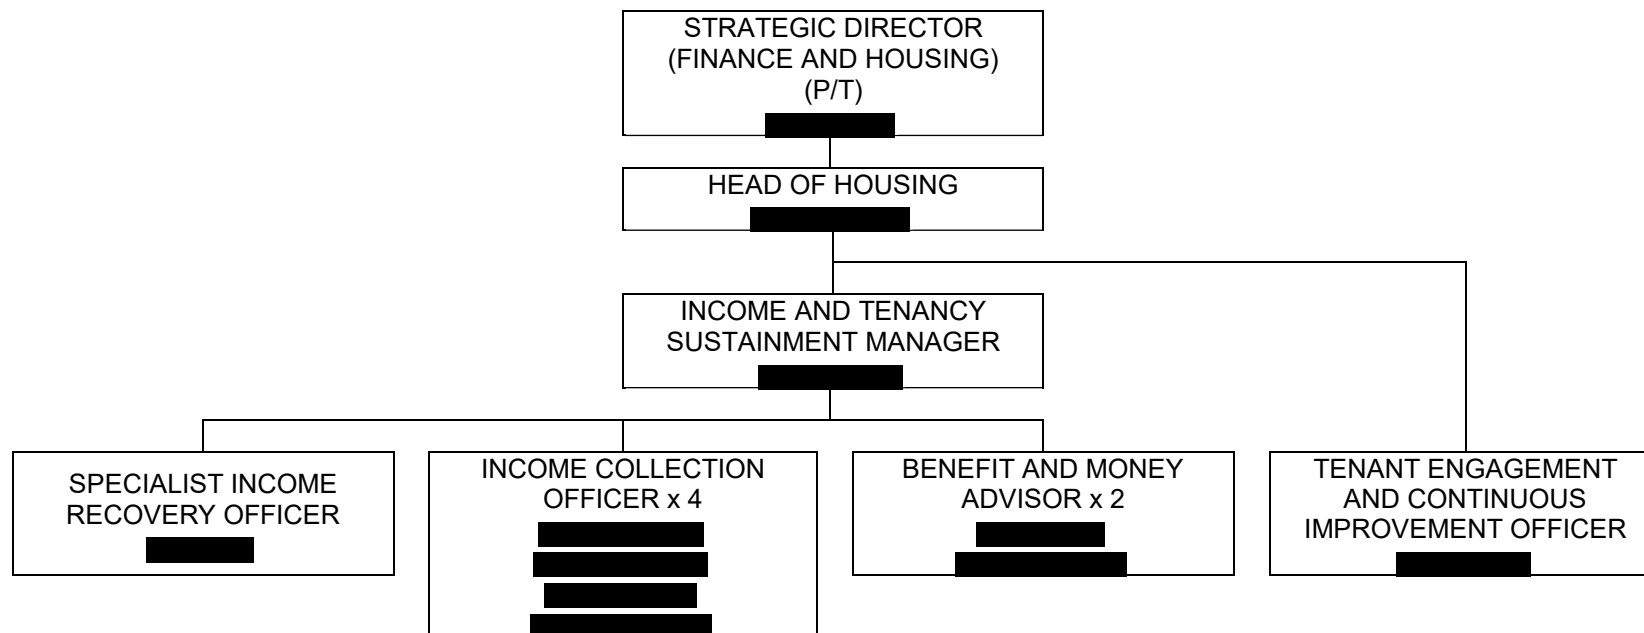 STRATEGIC DIRECTOR
(FINANCE AND HOUSING)
(P/T)
HEAD OF HOUSING
INCOME AND TENANCY
SUSTAINMENT MANAGER
SPECIALIST INCOME
RECOVERY OFFICER
INCOME COLLECTION
OFFICER x 4
BENEFIT AND MONEY
ADVISOR x 2
TENANT ENGAGEMENT
AND CONTINUOUS
IMPROVEMENT OFFICER